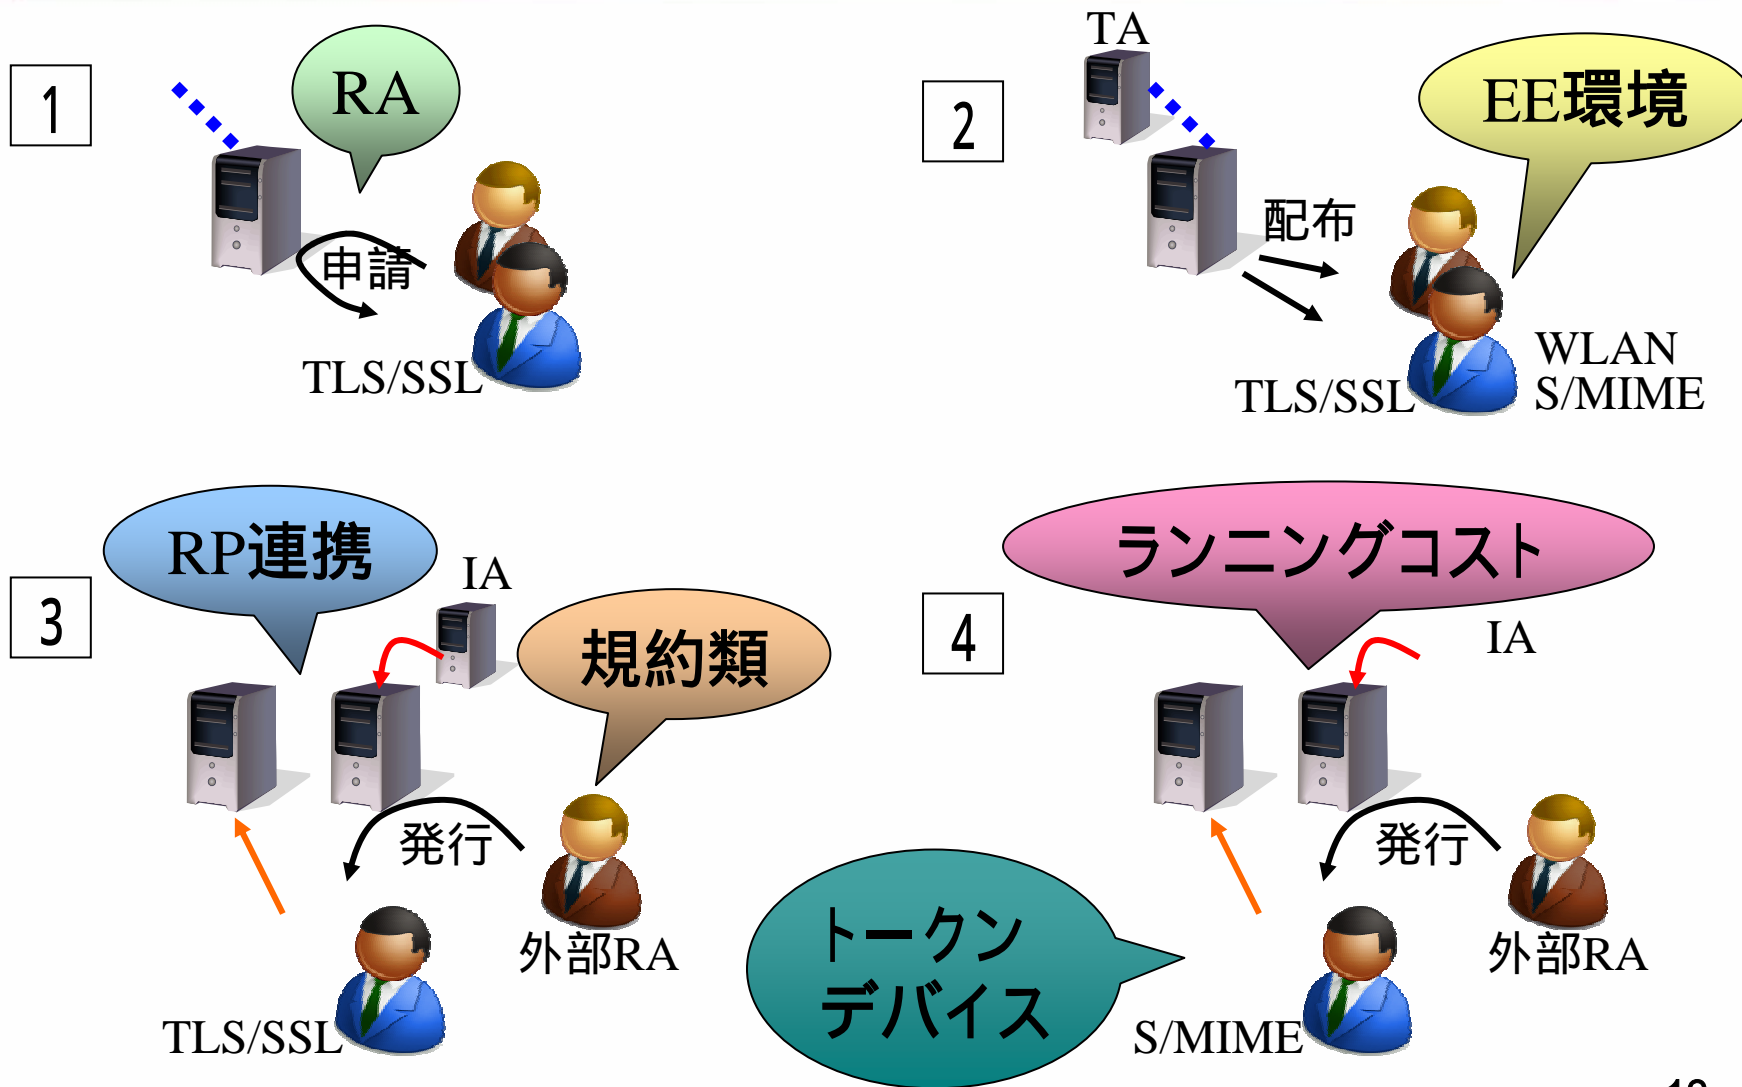 1
RA
申請
TLS/SSL
2
TA
EE環境
配布
TLS/SSL
WLAN
S/MIME
3
RP連携
IA
規約類
発行
外部RA
TLS/SSL
4
ランニングコスト
IA
発行
外部RA
トークン
デバイス
S/MIME